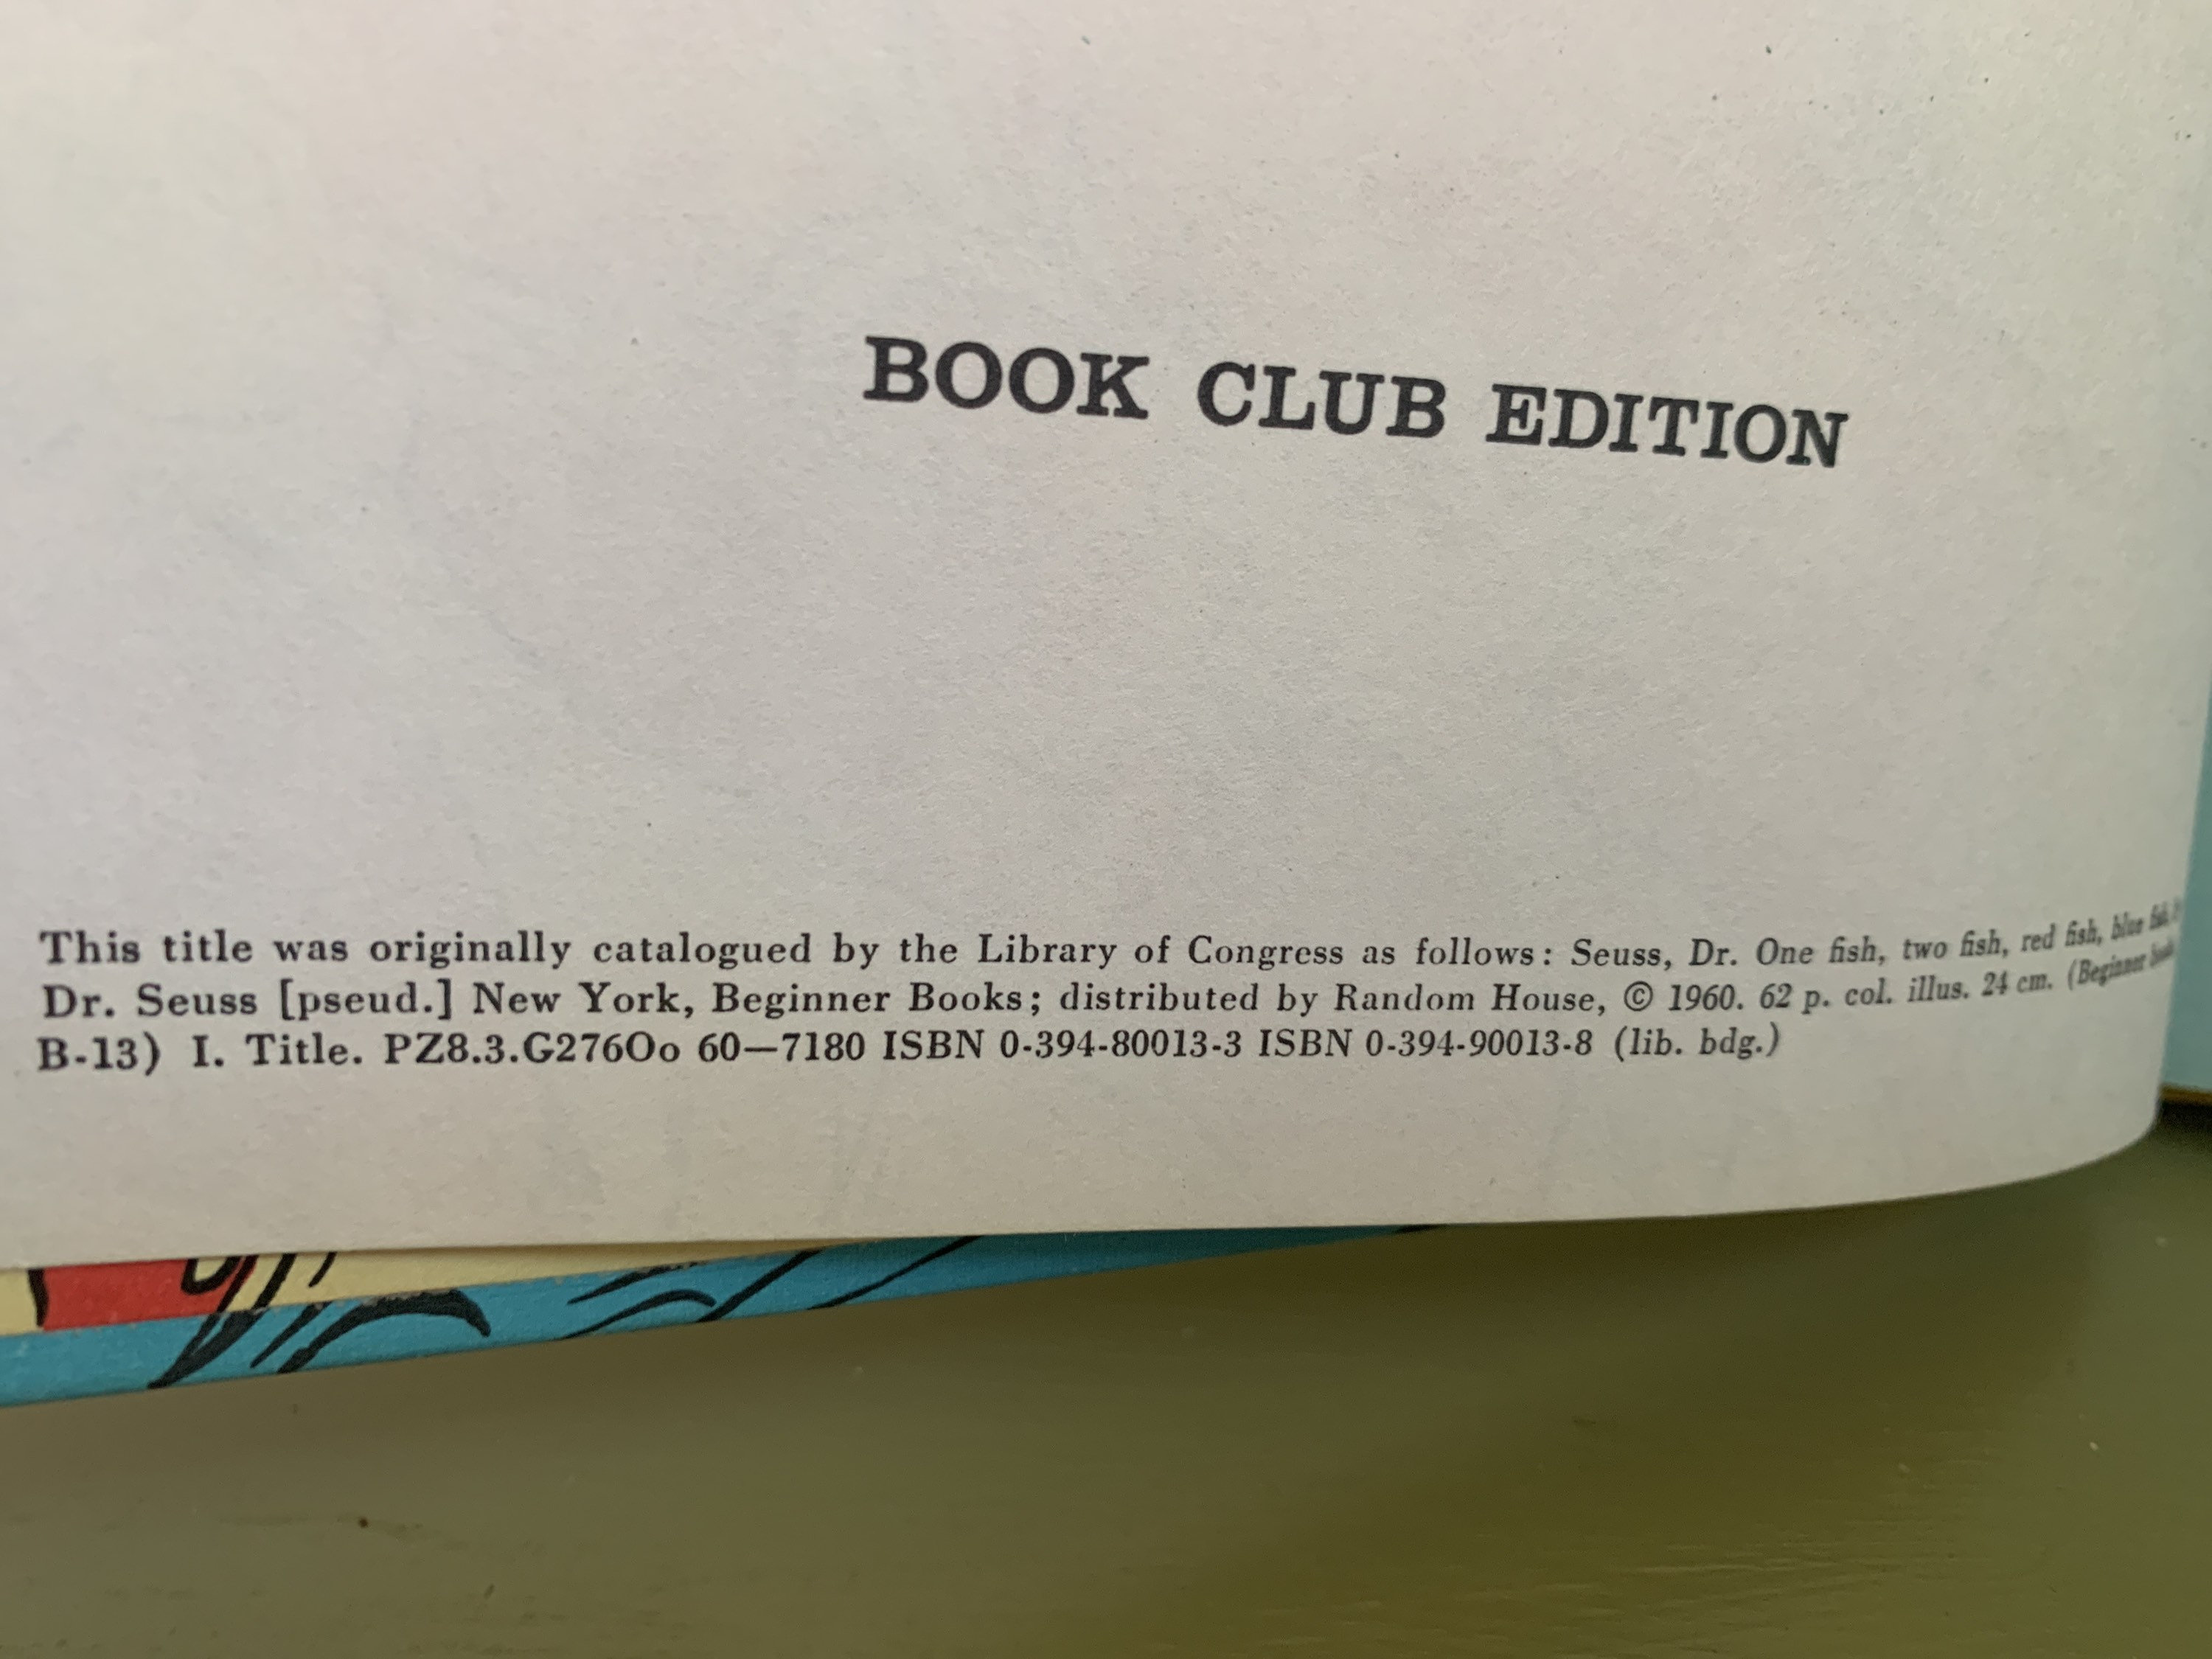 BOOK CLUB EDITION
This title was originally catalogued by the Library of Congress as follows: Seuss, Dr. One fish, two fish, red fish, blue fish.
Dr. Seuss [pseud.] New York, Beginner Books; distributed by Random House, © 1960. 62 p. col. illus. 24 cm. (Beginner books
B-13) I. Title. PZ8.3.G276Oo 60—7180 ISBN 0-394-80013-3 ISBN 0-394-90013-8 (lib. bdg.)